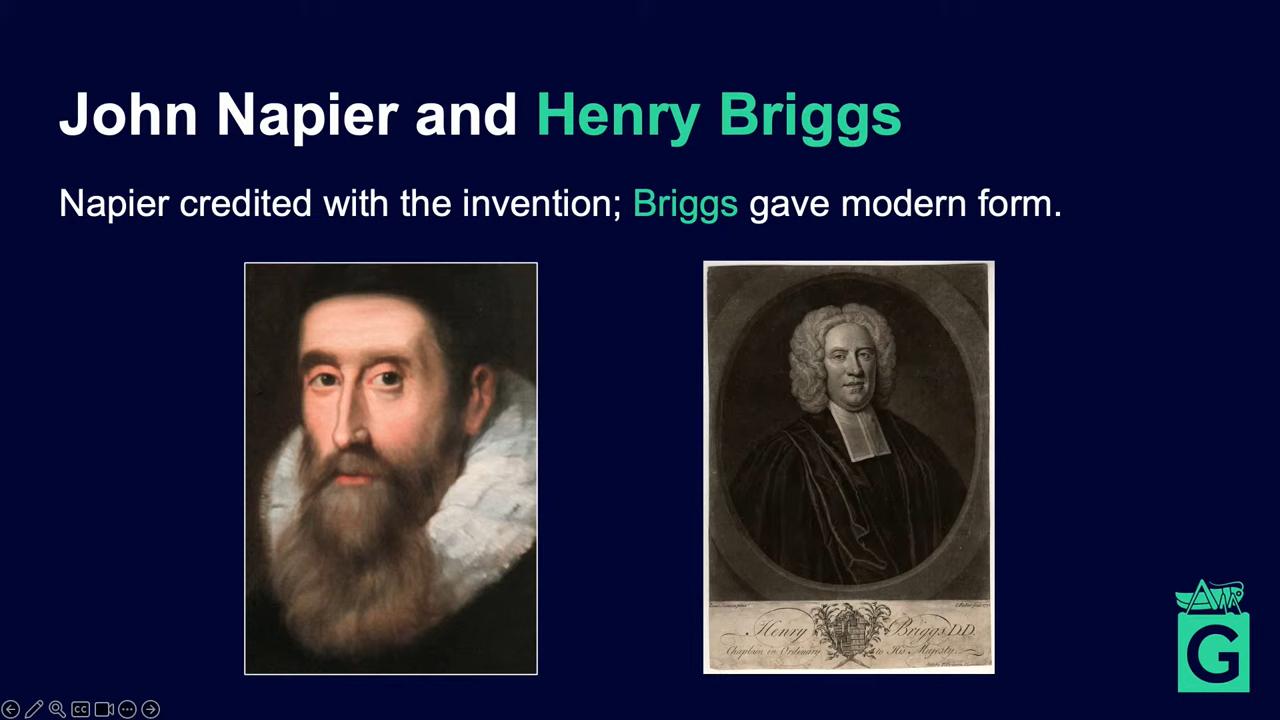 John Napier and Henry Briggs
Napier credited with the invention; Briggs gave modern form.
Henry Briggs D.D.
Chaplain in Ordinary to His Majesty.
G
CC